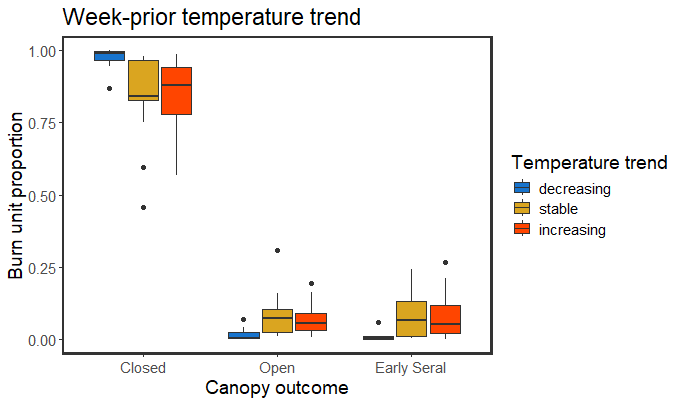 Week-prior temperature trend
Burn unit proportion
1.00
0.75
0.50
0.25
0.00
Closed
Open
Early Seral
Canopy outcome
Temperature trend
decreasing
stable
increasing